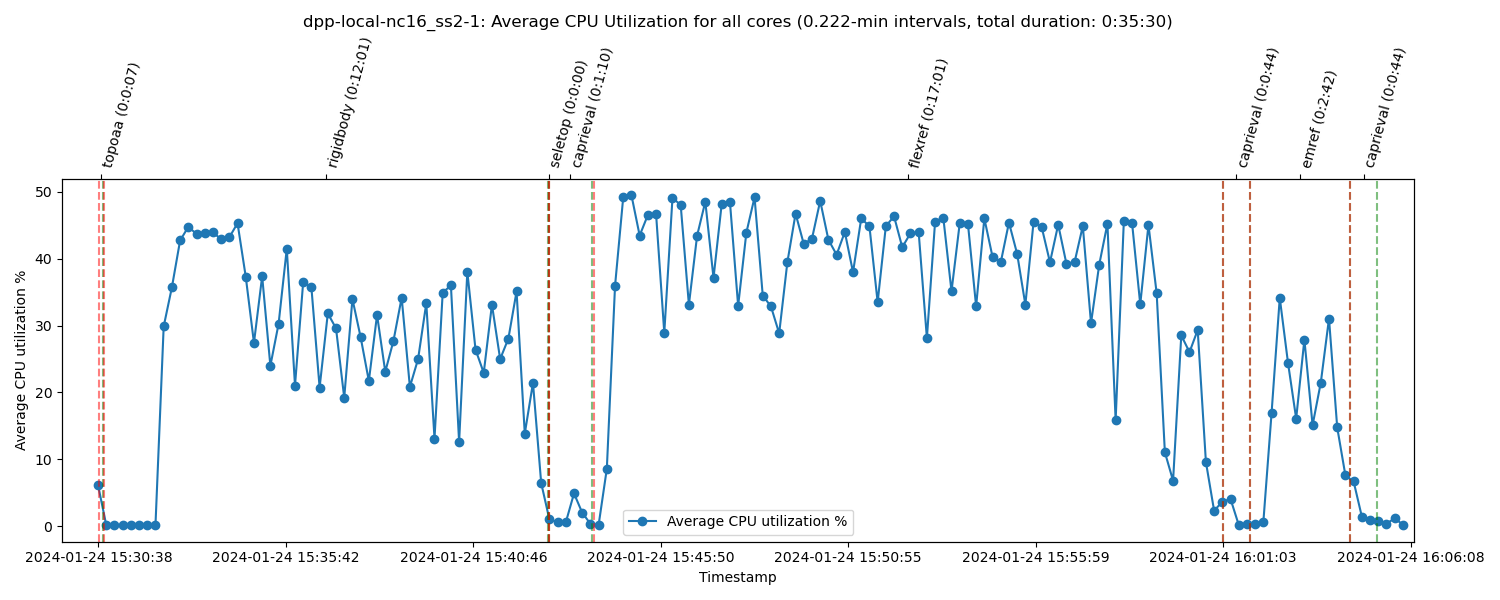 dpp-local-nc16_ss2-1: Average CPU Utilization for all cores (0.222-min intervals, total duration: 0:35:30)
topoaa (0:0:07)
rigidbody (0:12:01)
seletop (0:0:00)
caprieval (0:1:10)
flexref (0:17:01)
caprieval (0:0:44)
emref (0:2:42)
caprieval (0:0:44)
Average CPU utilization %
50
40
30
20
10
0
Average CPU utilization %
2024-01-24 15:30:38
2024-01-24 15:35:42
2024-01-24 15:40:46
2024-01-24 15:45:50
2024-01-24 15:50:55
2024-01-24 15:55:59
2024-01-24 16:01:03
2024-01-24 16:06:08
Timestamp